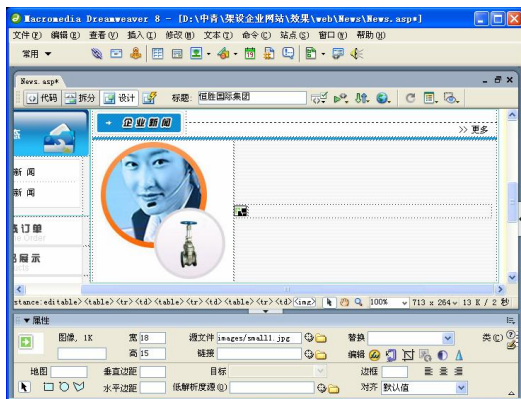 Macromedia Dreamweaver 8 - [D:\中青\架设企业网站\效果\web\News\News.asp*]
文件(F) 编辑(E) 查看(V) 插入(I) 修改(M) 文本(T) 命令(C) 站点(S) 窗口(W) 帮助(H)
常用
News.asp*
代码 拆分 设计 标题: 恒胜国际集团
态 企业新闻
>> 更多
新闻
新闻
订单
展示
<table> <tr> <td> <table> <tr> <td> <table> <tr> <td> <img> 100% 713 x 264 13 K / 2 秒
属性
图像, 1K 宽 18 源文件 images/small1.jpg 替换 类(C)
高 15 链接 编辑
地图 垂直边距 目标 边框
水平边距 低解析度源(O) 对齐 默认值